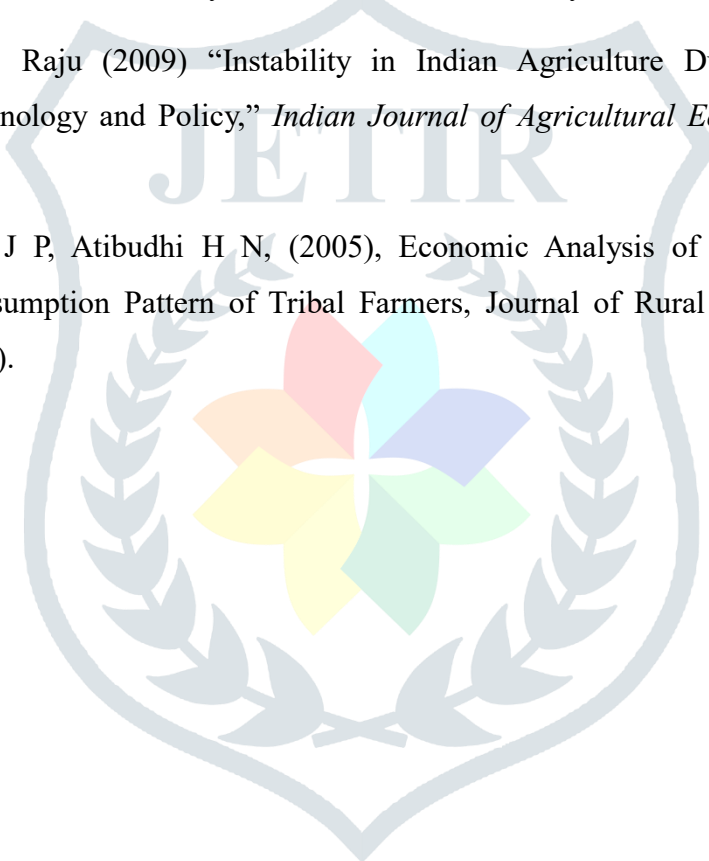 Raju (2009) “Instability in Indian Agriculture
nology and Policy,” Indian Journal of Agricultural
JETIR
J P, Atibudhi H N, (2005), Economic Analysis of
sumption Pattern of Tribal Farmers, Journal of Rural
).